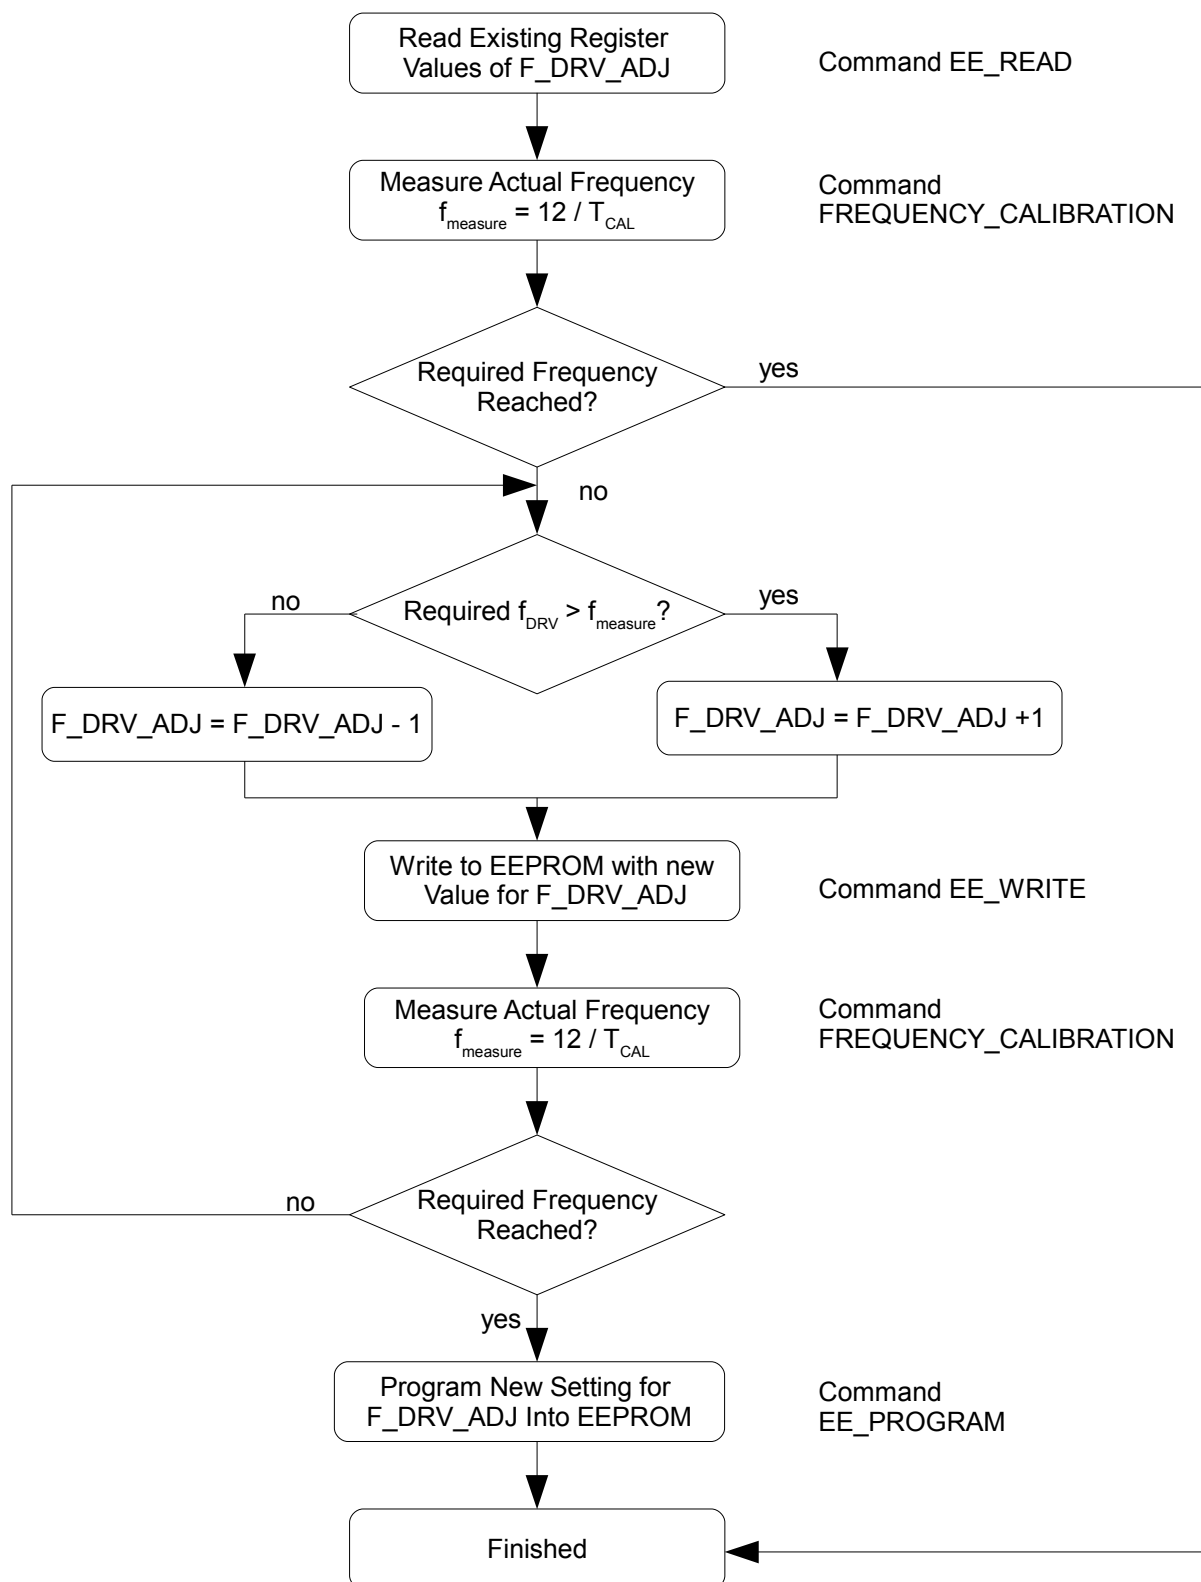 Read Existing Register
Values of F_DRV_ADJ
Command EE_READ
Measure Actual Frequency
fmeasure = 12 / TCAL
Command
FREQUENCY_CALIBRATION
Required Frequency
Reached?
yes
no
Required fDRV > fmeasure?
no
yes
F_DRV_ADJ = F_DRV_ADJ - 1
F_DRV_ADJ = F_DRV_ADJ +1
Write to EEPROM with new
Value for F_DRV_ADJ
Command EE_WRITE
Measure Actual Frequency
fmeasure = 12 / TCAL
Command
FREQUENCY_CALIBRATION
Required Frequency
Reached?
no
yes
Program New Setting for
F_DRV_ADJ Into EEPROM
Command
EE_PROGRAM
Finished